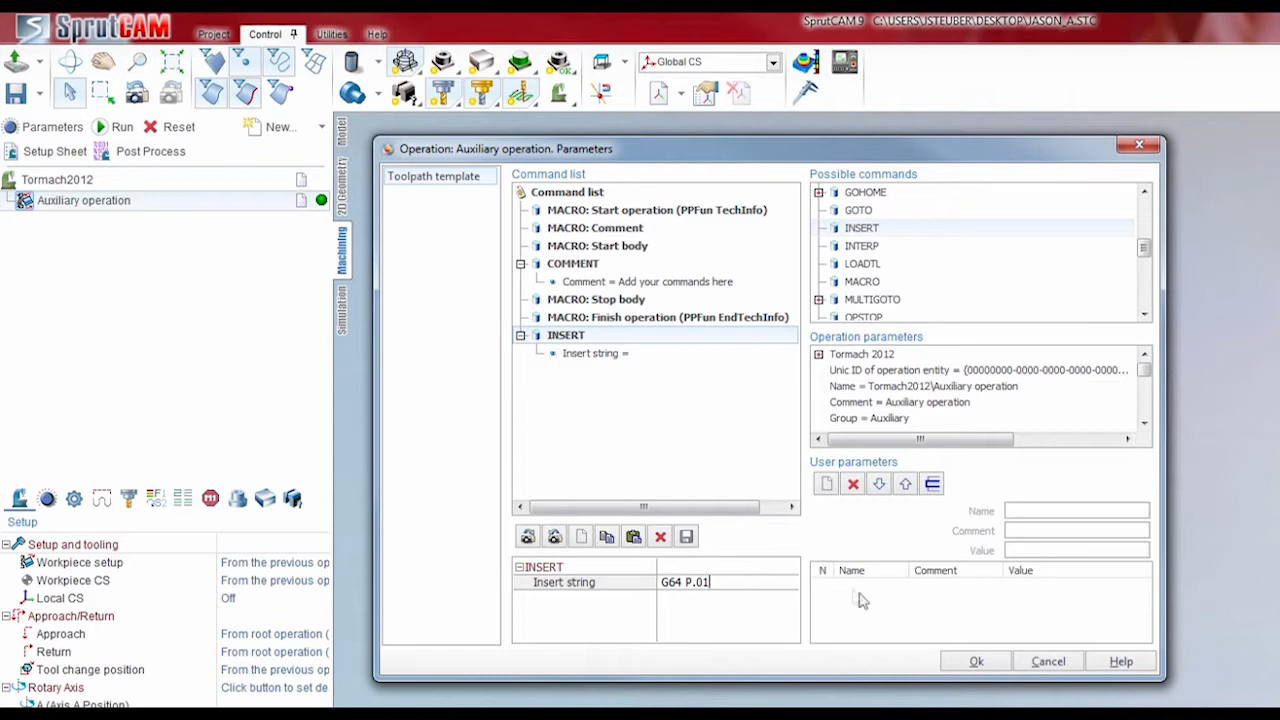 SprutCAM
Project
Control
Utilities
Help
SPRUTCAM 9
C:\USERS\JSTEUBER\DESKTOP\JASON_A.STC
Global CS
Parameters
Run
Reset
New...
Setup Sheet
Post Process
Tormach2012
Auxiliary operation
Model
2D Geometry
Machining
Simulation
Setup
Setup and tooling
Workpiece setup
From the previous op
Workpiece CS
From the previous op
Local CS
Off
Approach/Return
Approach
From root operation (
Return
From root operation (
Tool change position
From the previous op
Rotary Axis
Click button to set de
A (Axis A Position)
Operation: Auxiliary operation. Parameters
Toolpath template
Command list
Command list
MACRO: Start operation (PPFun TechInfo)
MACRO: Comment
MACRO: Start body
COMMENT
Comment = Add your commands here
MACRO: Stop body
MACRO: Finish operation (PPFun EndTechInfo)
INSERT
Insert string =
INSERT
Insert string
G64 P.01
Possible commands
GOHOME
GOTO
INSERT
INTERP
LOADTL
MACRO
MULTIGOTO
OPSTOP
Operation parameters
Tormach 2012
Unic ID of operation entity = {00000000-0000-0000-0000-0000...
Name = Tormach2012\Auxiliary operation
Comment = Auxiliary operation
Group = Auxiliary
User parameters
Name
Comment
Value
N
Name
Comment
Value
Ok
Cancel
Help